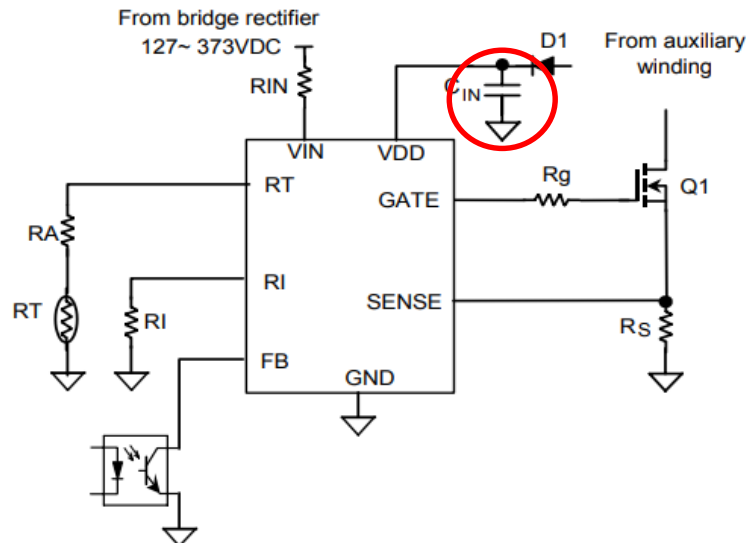 From bridge rectifier
127~ 373VDC
RIN
D1
From auxiliary
winding
CIN
VIN
VDD
RT
GATE
Rg
Q1
RA
RT
RI
RI
SENSE
RS
FB
GND